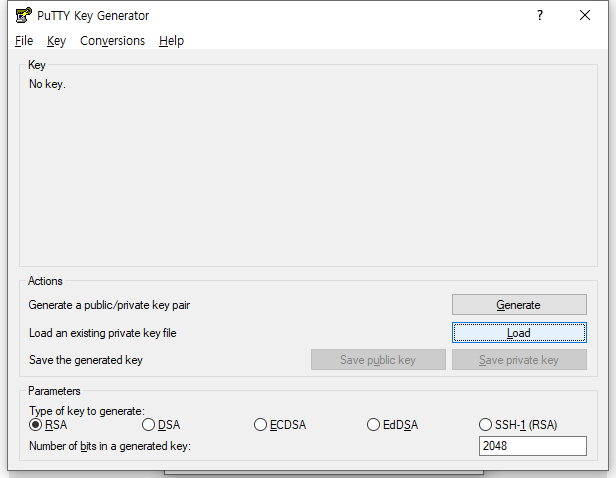 PuTTY Key Generator ?
File Key Conversions Help
Key
No key.
Actions
Generate a public/private key pair Generate
Load an existing private key file Load
Save the generated key Save public key Save private key
Parameters
Type of key to generate:
RSA DSA ECDSA EdDSA SSH-1 (RSA)
Number of bits in a generated key: 2048